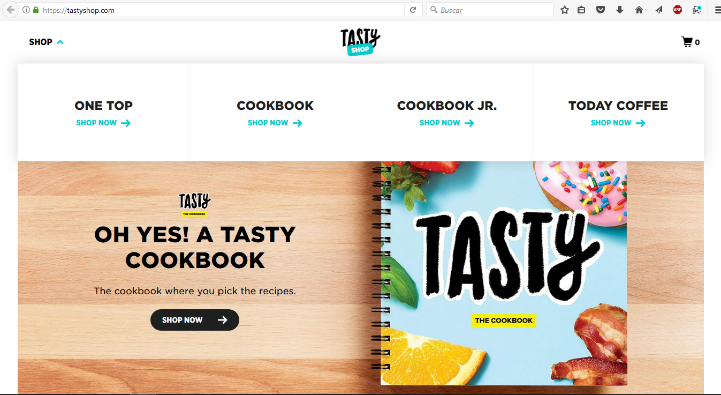 https://tastyshop.com
Buscar
SHOP
TASTY
SHOP
0
ONE TOP
SHOP NOW
COOKBOOK
SHOP NOW
COOKBOOK JR.
SHOP NOW
TODAY COFFEE
SHOP NOW
TASTY
THE COOKBOOK
OH YES! A TASTY
COOKBOOK
The cookbook where you pick the recipes.
SHOP NOW
TASTY
THE COOKBOOK